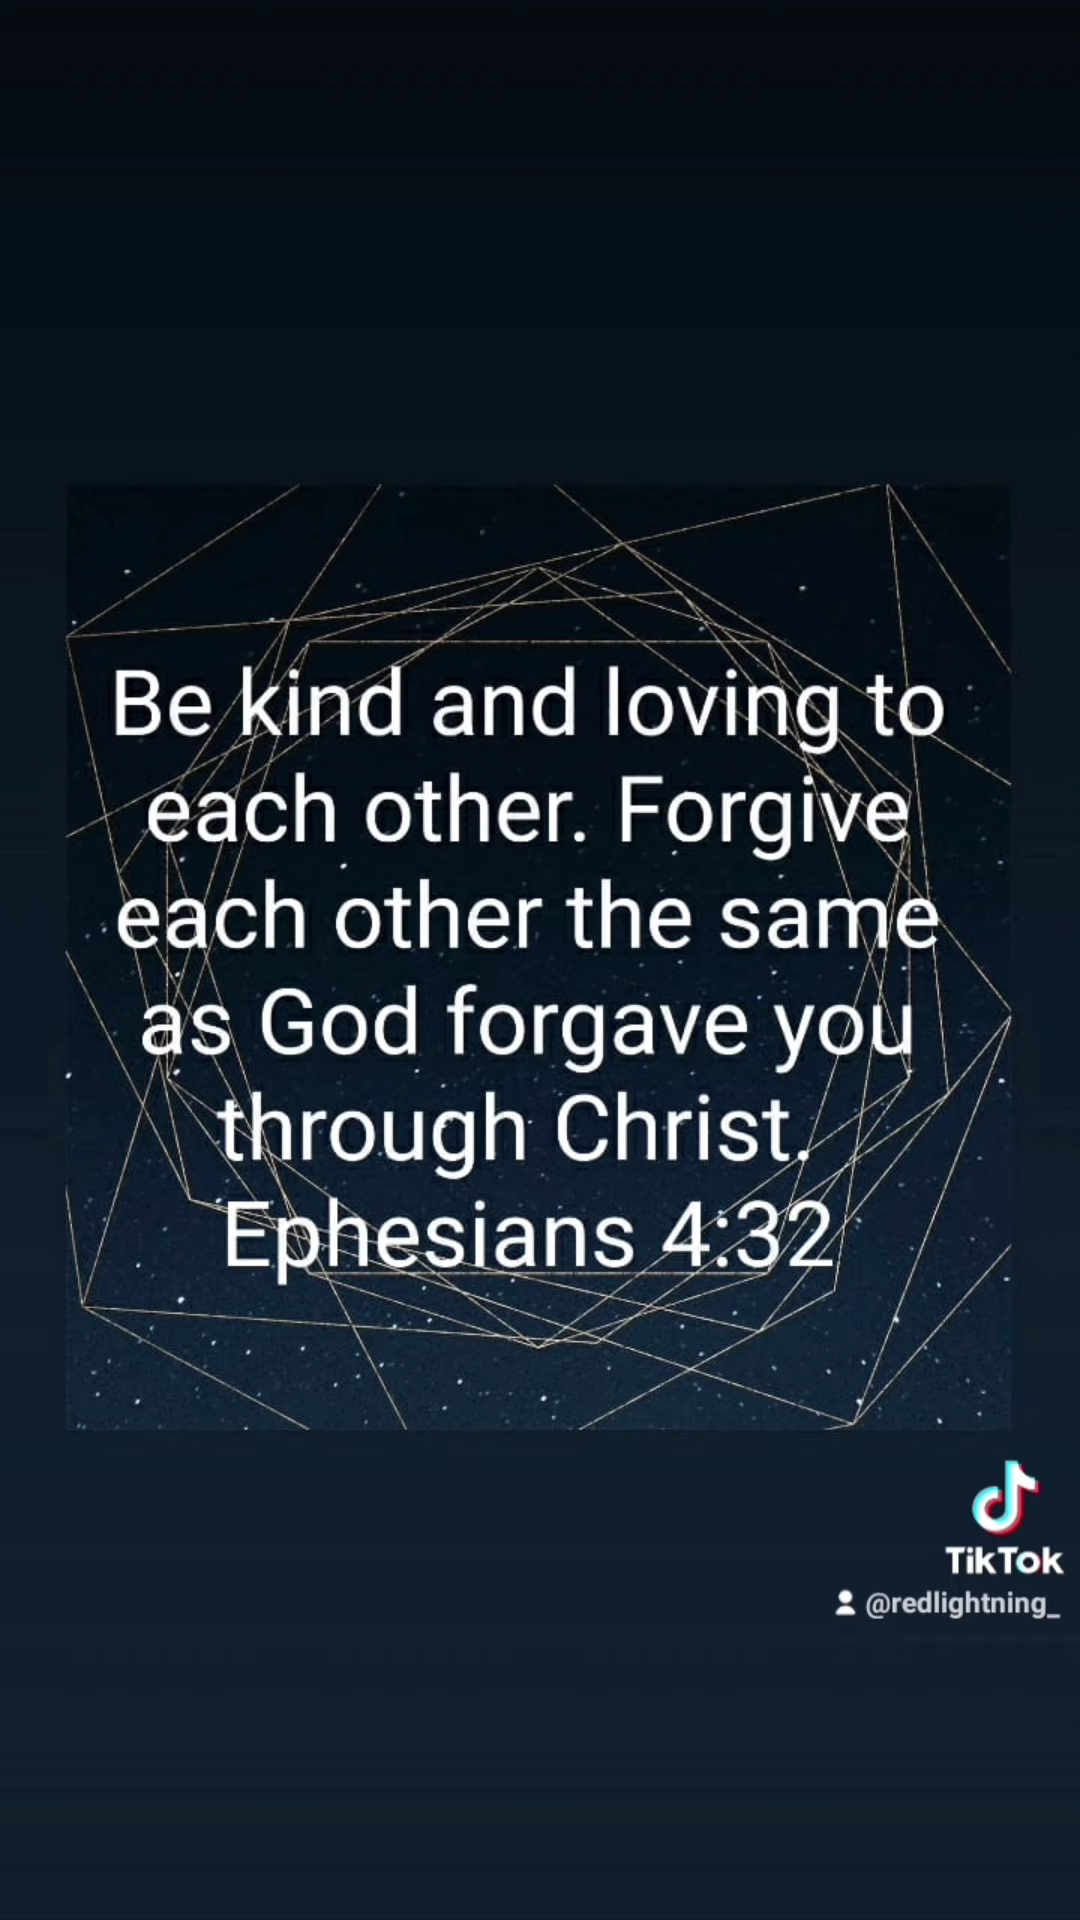 Be kind and loving to
each other. Forgive
each other the same
as God forgave you
through Christ.
Ephesians 4:32
TikTok
@redlightning_